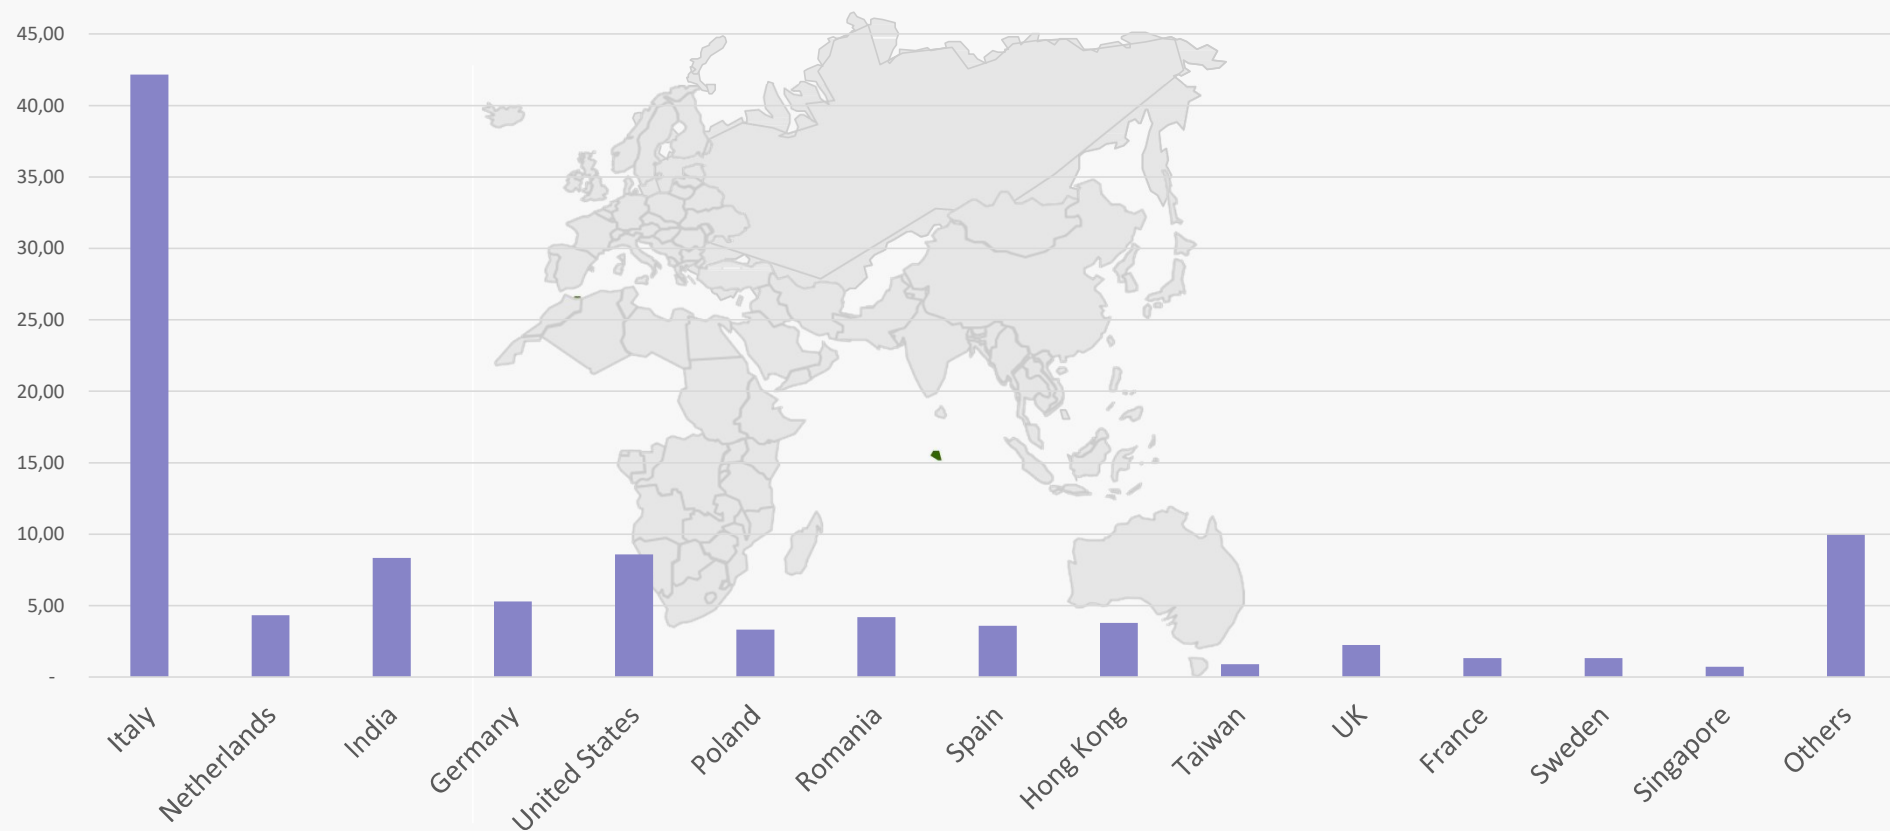 45,00
40,00
35,00
30,00
25,00
20,00
15,00
10,00
5,00
-
Italy
Netherlands
India
Germany
United States
Poland
Romania
Spain
Hong Kong
Taiwan
UK
France
Sweden
Singapore
Others